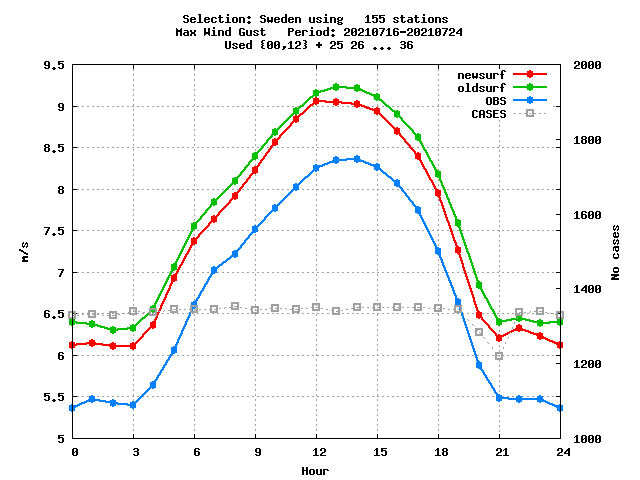 Selection: Sweden using   155 stations
Max Wind Gust   Period: 20210716-20210724
Used {00,12} + 25 26 ... 36
newsurf
oldsurf
OBS
CASES
9.5
9
8.5
8
7.5
7
6.5
6
5.5
5
m/s
2000
1800
1600
1400
1200
1000
No cases
0 3 6 9 12 15 18 21 24
Hour